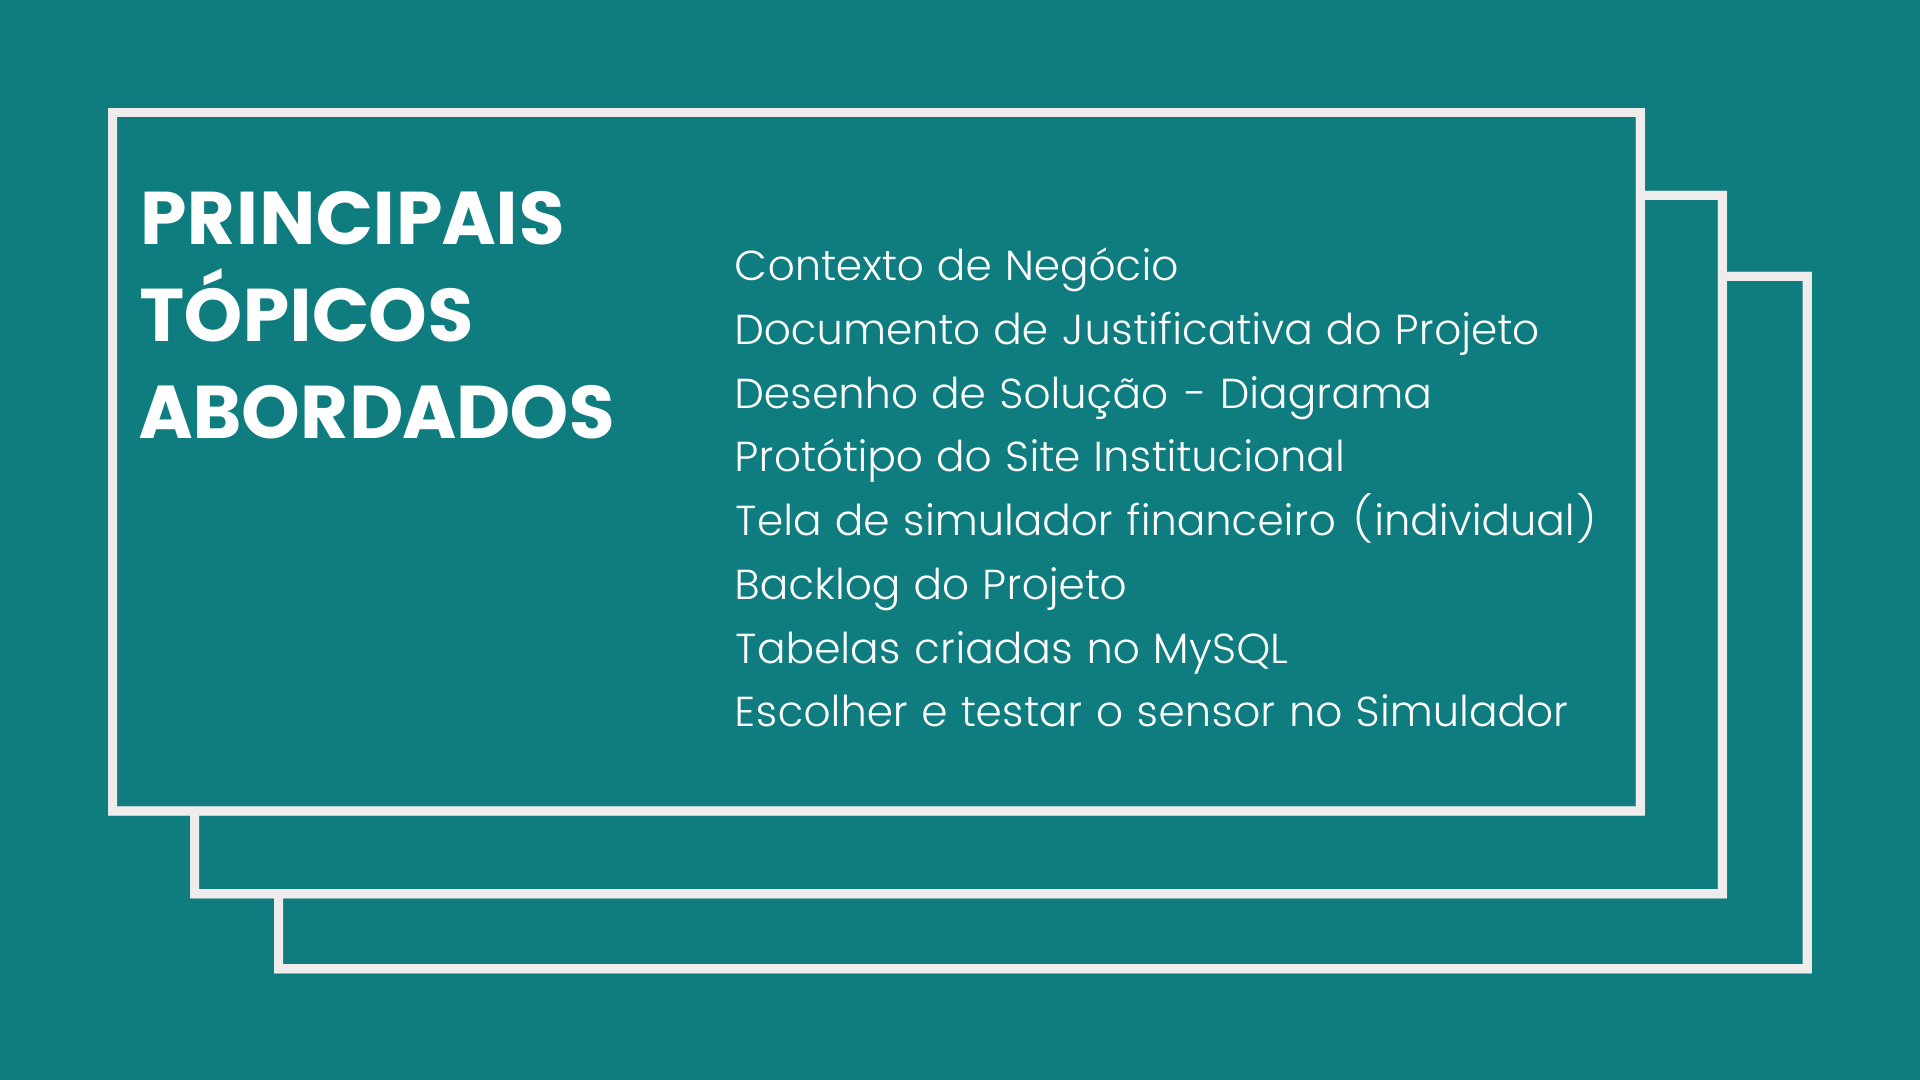 PRINCIPAIS
TÓPICOS
ABORDADOS
Contexto de Negócio
Documento de Justificativa do Projeto
Desenho de Solução - Diagrama
Protótipo do Site Institucional
Tela de simulador financeiro (individual)
Backlog do Projeto
Tabelas criadas no MySQL
Escolher e testar o sensor no Simulador